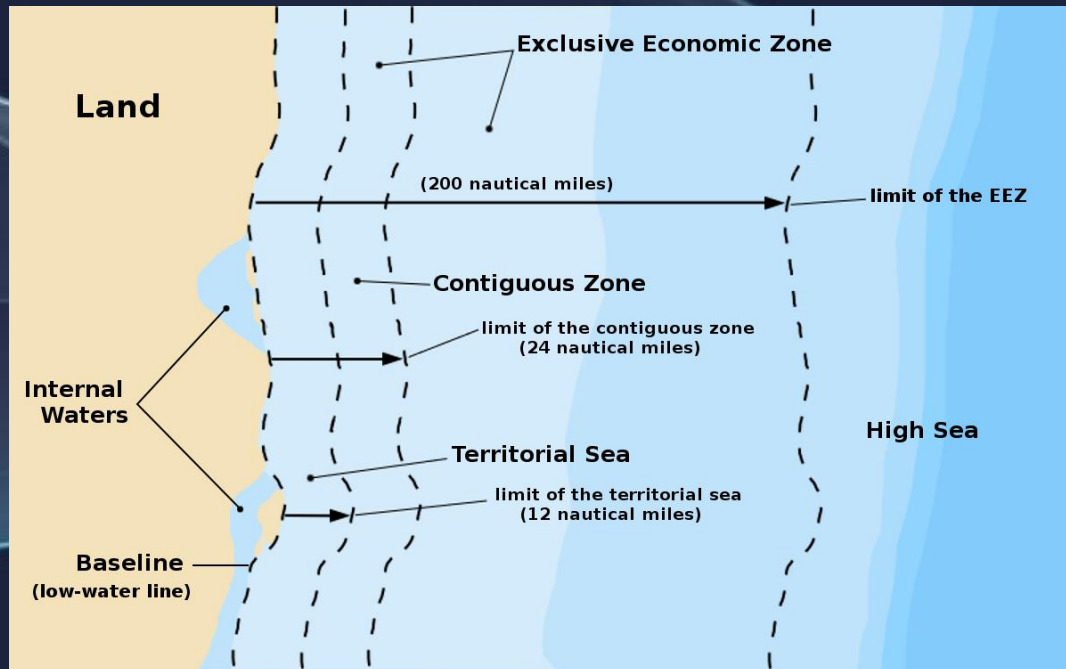 Exclusive Economic Zone
Land
(200 nautical miles)
limit of the EEZ
Contiguous Zone
limit of the contiguous zone
(24 nautical miles)
Internal
Waters
High Sea
Territorial Sea
limit of the territorial sea
(12 nautical miles)
Baseline
(low-water line)